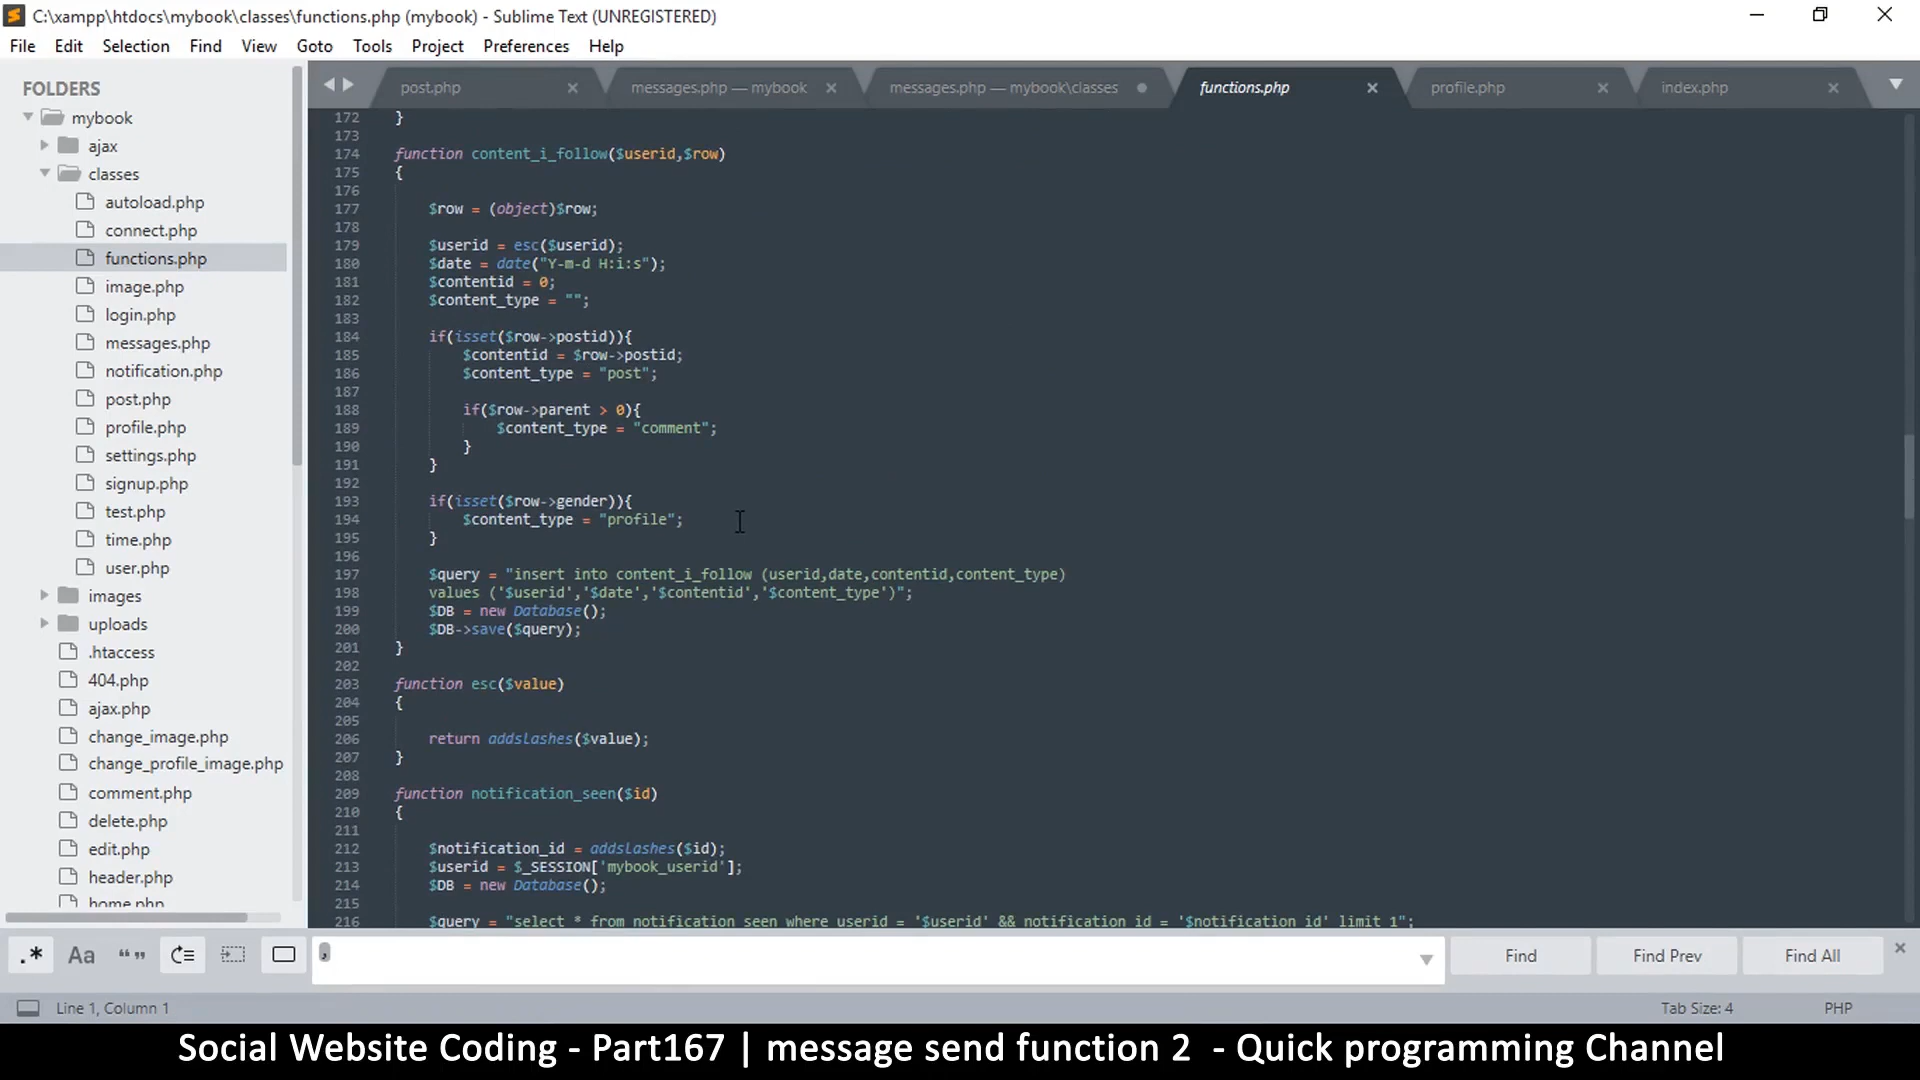 C:\xampp\htdocs\mybook\classes\functions.php (mybook) - Sublime Text (UNREGISTERED)
File Edit Selection Find View Goto Tools Project Preferences Help
FOLDERS
mybook
ajax
classes
autoload.php
connect.php
functions.php
image.php
login.php
messages.php
notification.php
post.php
profile.php
settings.php
signup.php
test.php
time.php
user.php
images
uploads
.htaccess
404.php
ajax.php
change_image.php
change_profile_image.php
comment.php
delete.php
edit.php
header.php
home.php
post.php messages.php — mybook messages.php — mybook\classes functions.php profile.php index.php
172 }
173
174 function content_i_follow($userid,$row)
175 {
176
177 $row = (object)$row;
178
179 $userid = esc($userid);
180 $date = date("Y-m-d H:i:s");
181 $contentid = 0;
182 $content_type = "";
183
184 if(isset($row->postid)){
185 $contentid = $row->postid;
186 $content_type = "post";
187
188 if($row->parent > 0){
189 $content_type = "comment";
190 }
191 }
192
193 if(isset($row->gender)){
194 $content_type = "profile";
195 }
196
197 $query = "insert into content_i_follow (userid,date,contentid,content_type)
198 values ('$userid','$date','$contentid','$content_type')";
199 $DB = new Database();
200 $DB->save($query);
201 }
202
203 function esc($value)
204 {
205
206 return addslashes($value);
207 }
208
209 function notification_seen($id)
210 {
211
212 $notification_id = addslashes($id);
213 $userid = $_SESSION['mybook_userid'];
214 $DB = new Database();
215
216 $query = "select * from notification_seen where userid = '$userid' && notification_id = '$notification_id' limit 1";
.* Aa “ ” , Find Find Prev Find All
Line 1, Column 1 Tab Size: 4 PHP
Social Website Coding - Part167 | message send function 2 - Quick programming Channel